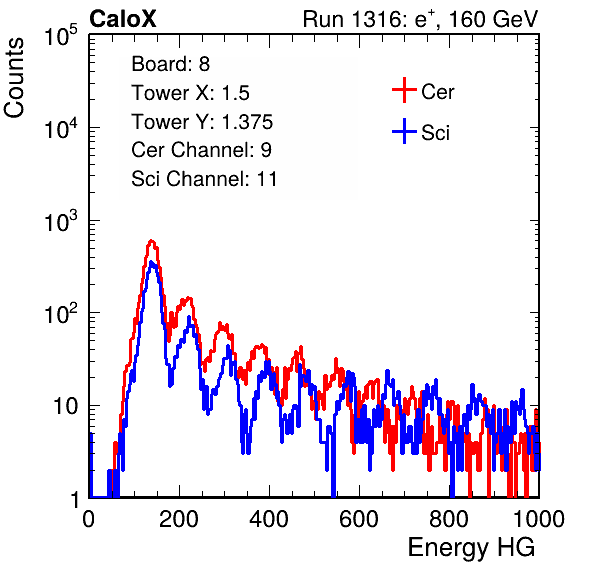 CaloX Run 1316: e⁺, 160 GeV
Counts
10⁵
10⁴
10³
10²
10
1
Board: 8
Tower X: 1.5
Tower Y: 1.375
Cer Channel: 9
Sci Channel: 11
Cer
Sci
0 200 400 600 800 1000
Energy HG